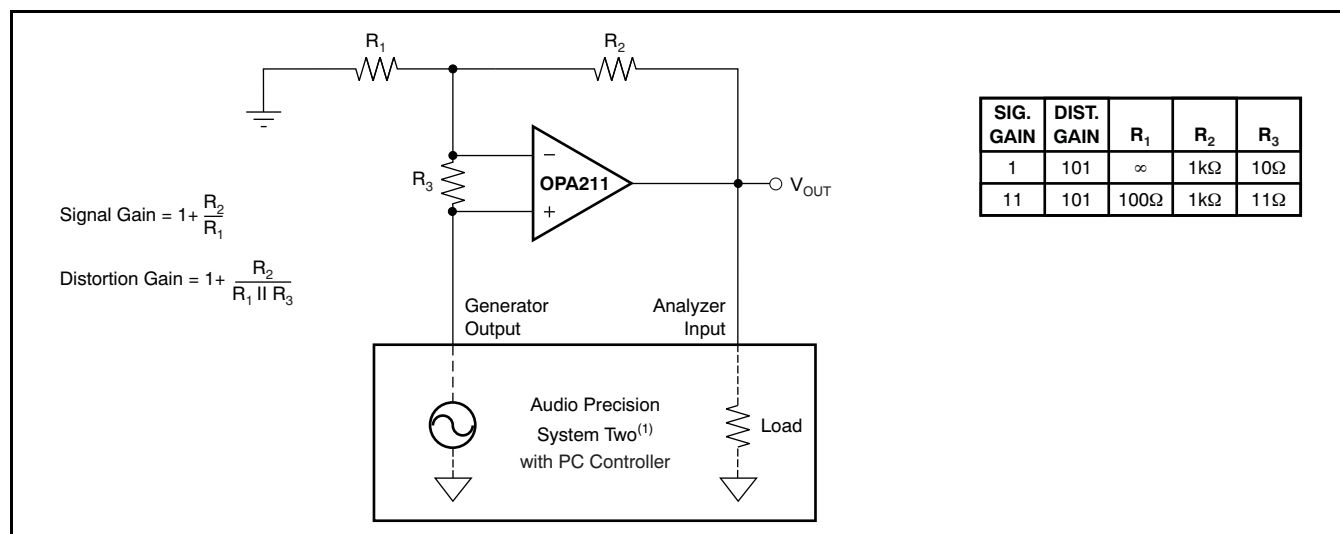 R1
R2
SIG. GAIN
DIST. GAIN
R1
R2
R3
1
101
∞
1kΩ
10Ω
11
101
100Ω
1kΩ
11Ω
R3
−
OPA211
+
VOUT
Signal Gain = 1+ R2/R1
Distortion Gain = 1+ R2/R1 II R3
Generator
Output
Analyzer
Input
Audio Precision
System Two(1)
with PC Controller
Load